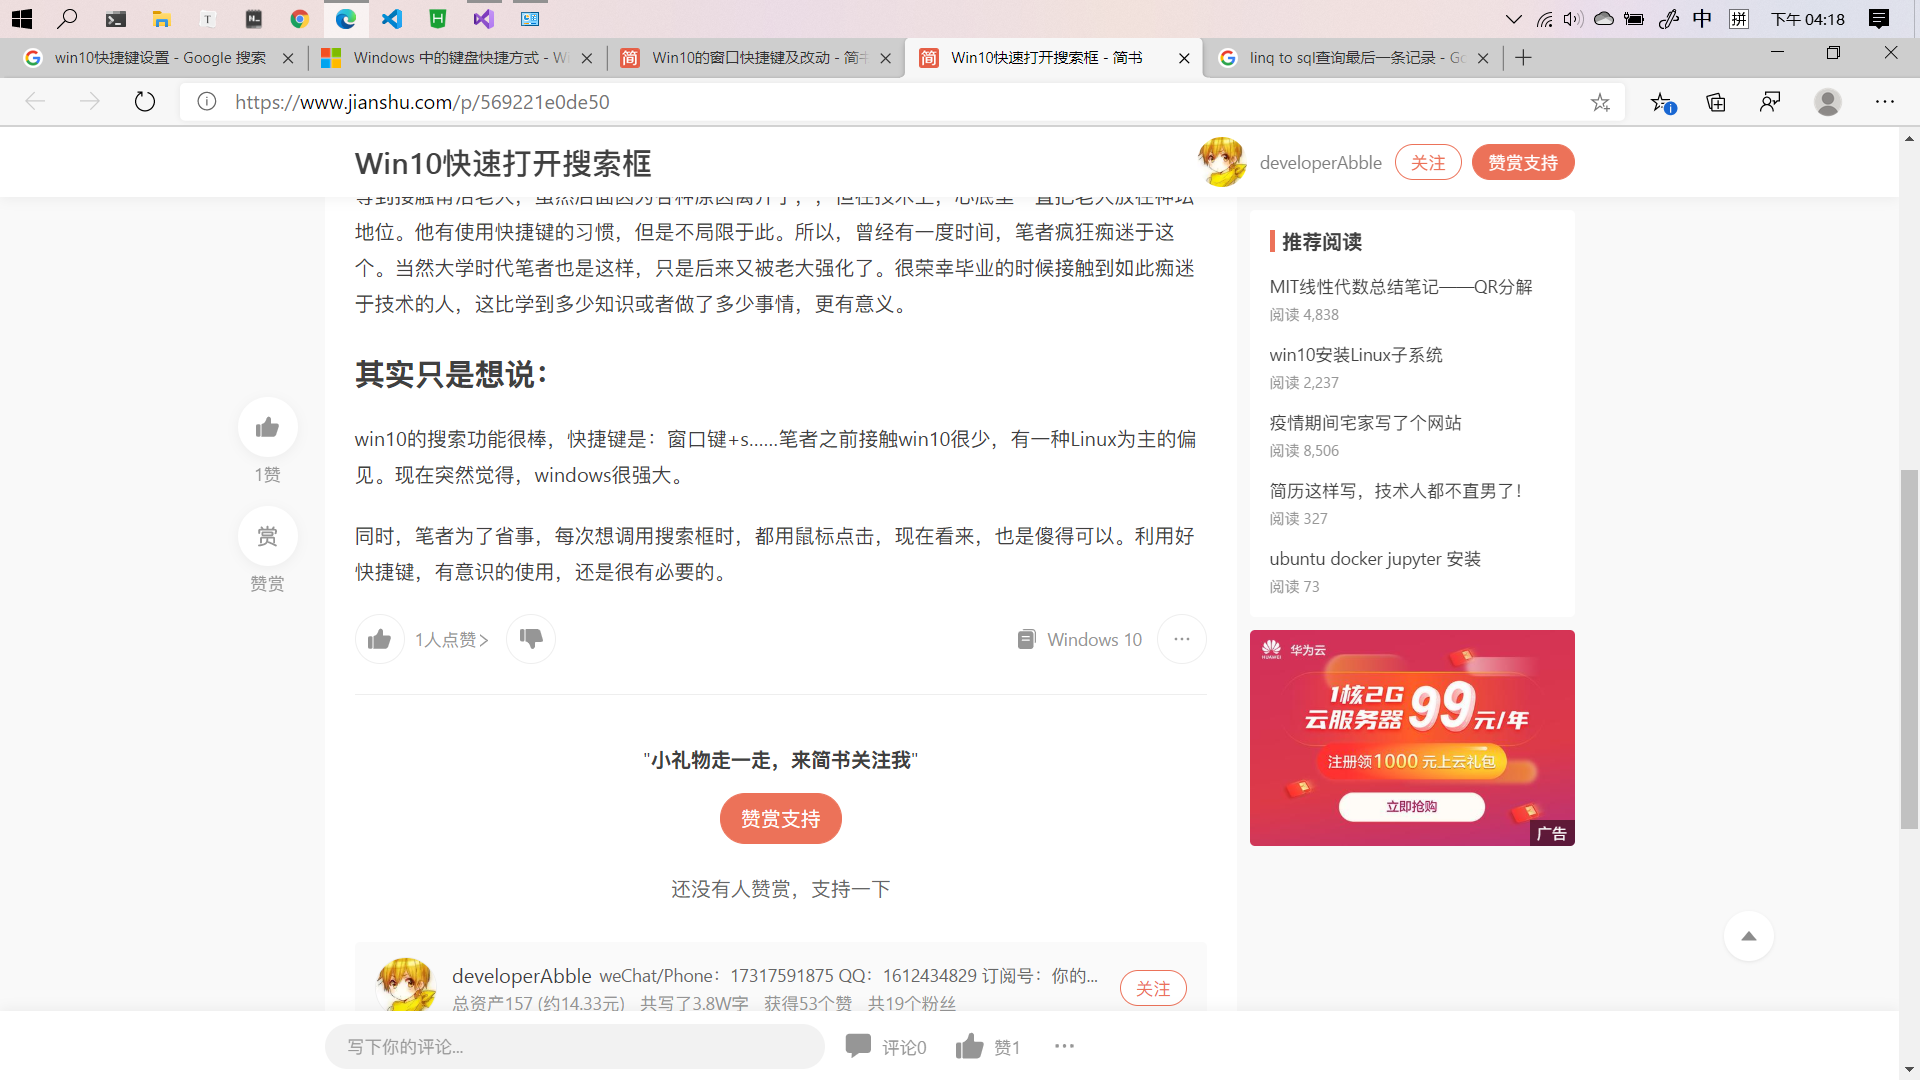 中 拼 下午 04:18
win10快捷键设置 - Google 搜索
Windows 中的键盘快捷方式 - Wi
Win10的窗口快捷键及改动 - 简书
Win10快速打开搜索框 - 简书
linq to sql查询最后一条记录 - Go
https://www.jianshu.com/p/569221e0de50
Win10快速打开搜索框
developerAbble 关注 赞赏支持
地位。他有使用快捷键的习惯，但是不局限于此。所以，曾经有一度时间，笔者疯狂痴迷于这
个。当然大学时代笔者也是这样，只是后来又被老大强化了。很荣幸毕业的时候接触到如此痴迷
于技术的人，这比学到多少知识或者做了多少事情，更有意义。
其实只是想说：
win10的搜索功能很棒，快捷键是：窗口键+s......笔者之前接触win10很少，有一种Linux为主的偏
见。现在突然觉得，windows很强大。
同时，笔者为了省事，每次想调用搜索框时，都用鼠标点击，现在看来，也是傻得可以。利用好
快捷键，有意识的使用，还是很有必要的。
1赞
赏
赞赏
1人点赞>
Windows 10
"小礼物走一走，来简书关注我"
赞赏支持
还没有人赞赏，支持一下
developerAbble weChat/Phone：17317591875 QQ：1612434829 订阅号：你的...
总资产157 (约14.33元) 共写了3.8W字 获得53个赞 共19个粉丝
关注
推荐阅读
MIT线性代数总结笔记——QR分解
阅读 4,838
win10安装Linux子系统
阅读 2,237
疫情期间宅家写了个网站
阅读 8,506
简历这样写，技术人都不直男了！
阅读 327
ubuntu docker jupyter 安装
阅读 73
HUAWEI 华为云
1核2G
云服务器 99元/年
注册领1000 元上云礼包
立即抢购
广告
写下你的评论...
评论0
赞1